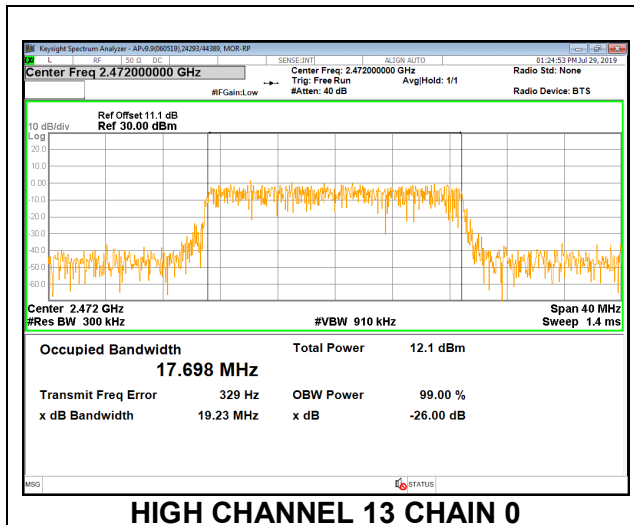 Keysight Spectrum Analyzer - APv9.9(060519),24293/44389, MOR-RP
L RF 50 Ω DC SENSE:INT ALIGN AUTO 01:24:53 PM Jul 29, 2019
Center Freq 2.472000000 GHz Center Freq: 2.472000000 GHz Radio Std: None
Trig: Free Run Avg|Hold: 1/1
#IFGain:Low #Atten: 40 dB Radio Device: BTS
Ref Offset 11.1 dB
10 dB/div Ref 30.00 dBm
Log
20.0
10.0
0.00
-10.0
-20.0
-30.0
-40.0
-50.0
-60.0
Center 2.472 GHz Span 40 MHz
#Res BW 300 kHz #VBW 910 kHz Sweep 1.4 ms
Occupied Bandwidth Total Power 12.1 dBm
17.698 MHz
Transmit Freq Error 329 Hz OBW Power 99.00 %
x dB Bandwidth 19.23 MHz x dB -26.00 dB
MSG STATUS
HIGH CHANNEL 13 CHAIN 0